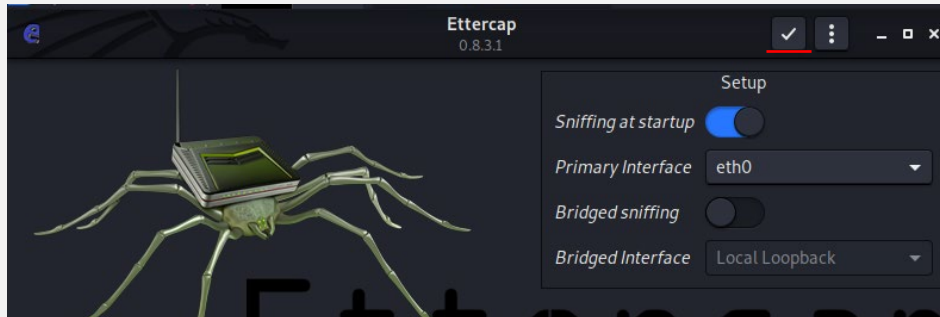 Ettercap
0.8.3.1
Setup
Sniffing at startup
Primary Interface eth0
Bridged sniffing
Bridged Interface Local Loopback